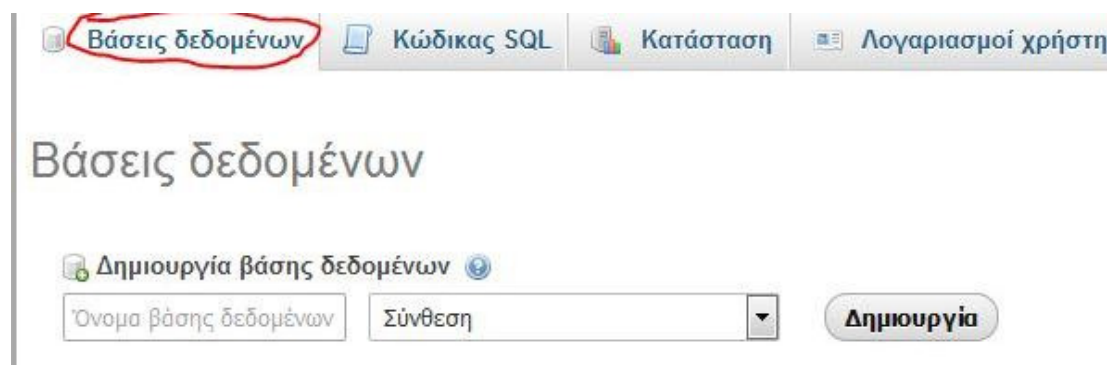 Βάσεις δεδομένων Κώδικας SQL Κατάσταση Λογαριασμοί χρήστη
Βάσεις δεδομένων
Δημιουργία βάσης δεδομένων
Όνομα βάσης δεδομένων Σύνθεση Δημιουργία